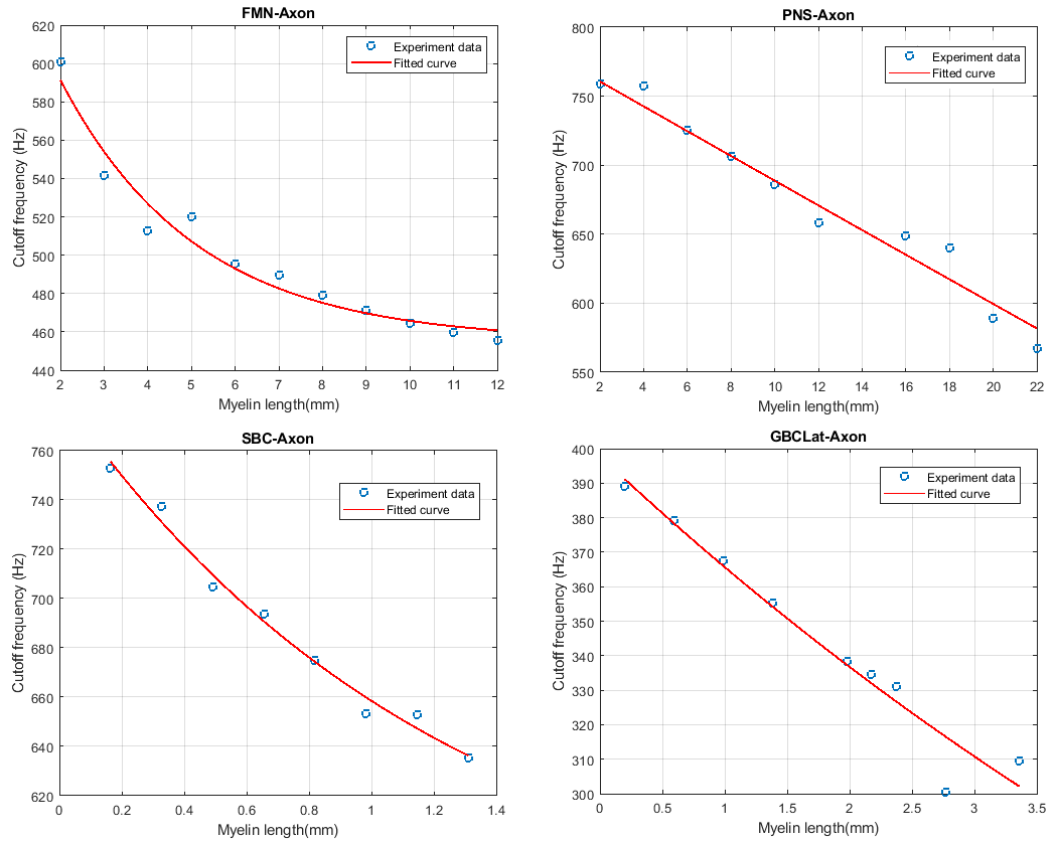 FMN-Axon
620
600
580
560
540
520
500
480
460
440
Cutoff frequency (Hz)
Experiment data
Fitted curve
2 3 4 5 6 7 8 9 10 11 12
Myelin length(mm)
PNS-Axon
800
750
700
650
600
550
Cutoff frequency (Hz)
Experiment data
Fitted curve
2 4 6 8 10 12 14 16 18 20 22
Myelin length(mm)
SBC-Axon
760
740
720
700
680
660
640
620
Cutoff frequency (Hz)
Experiment data
Fitted curve
0 0.2 0.4 0.6 0.8 1 1.2 1.4
Myelin length(mm)
GBCLat-Axon
400
390
380
370
360
350
340
330
320
310
300
Cutoff frequency (Hz)
Experiment data
Fitted curve
0 0.5 1 1.5 2 2.5 3 3.5
Myelin length(mm)